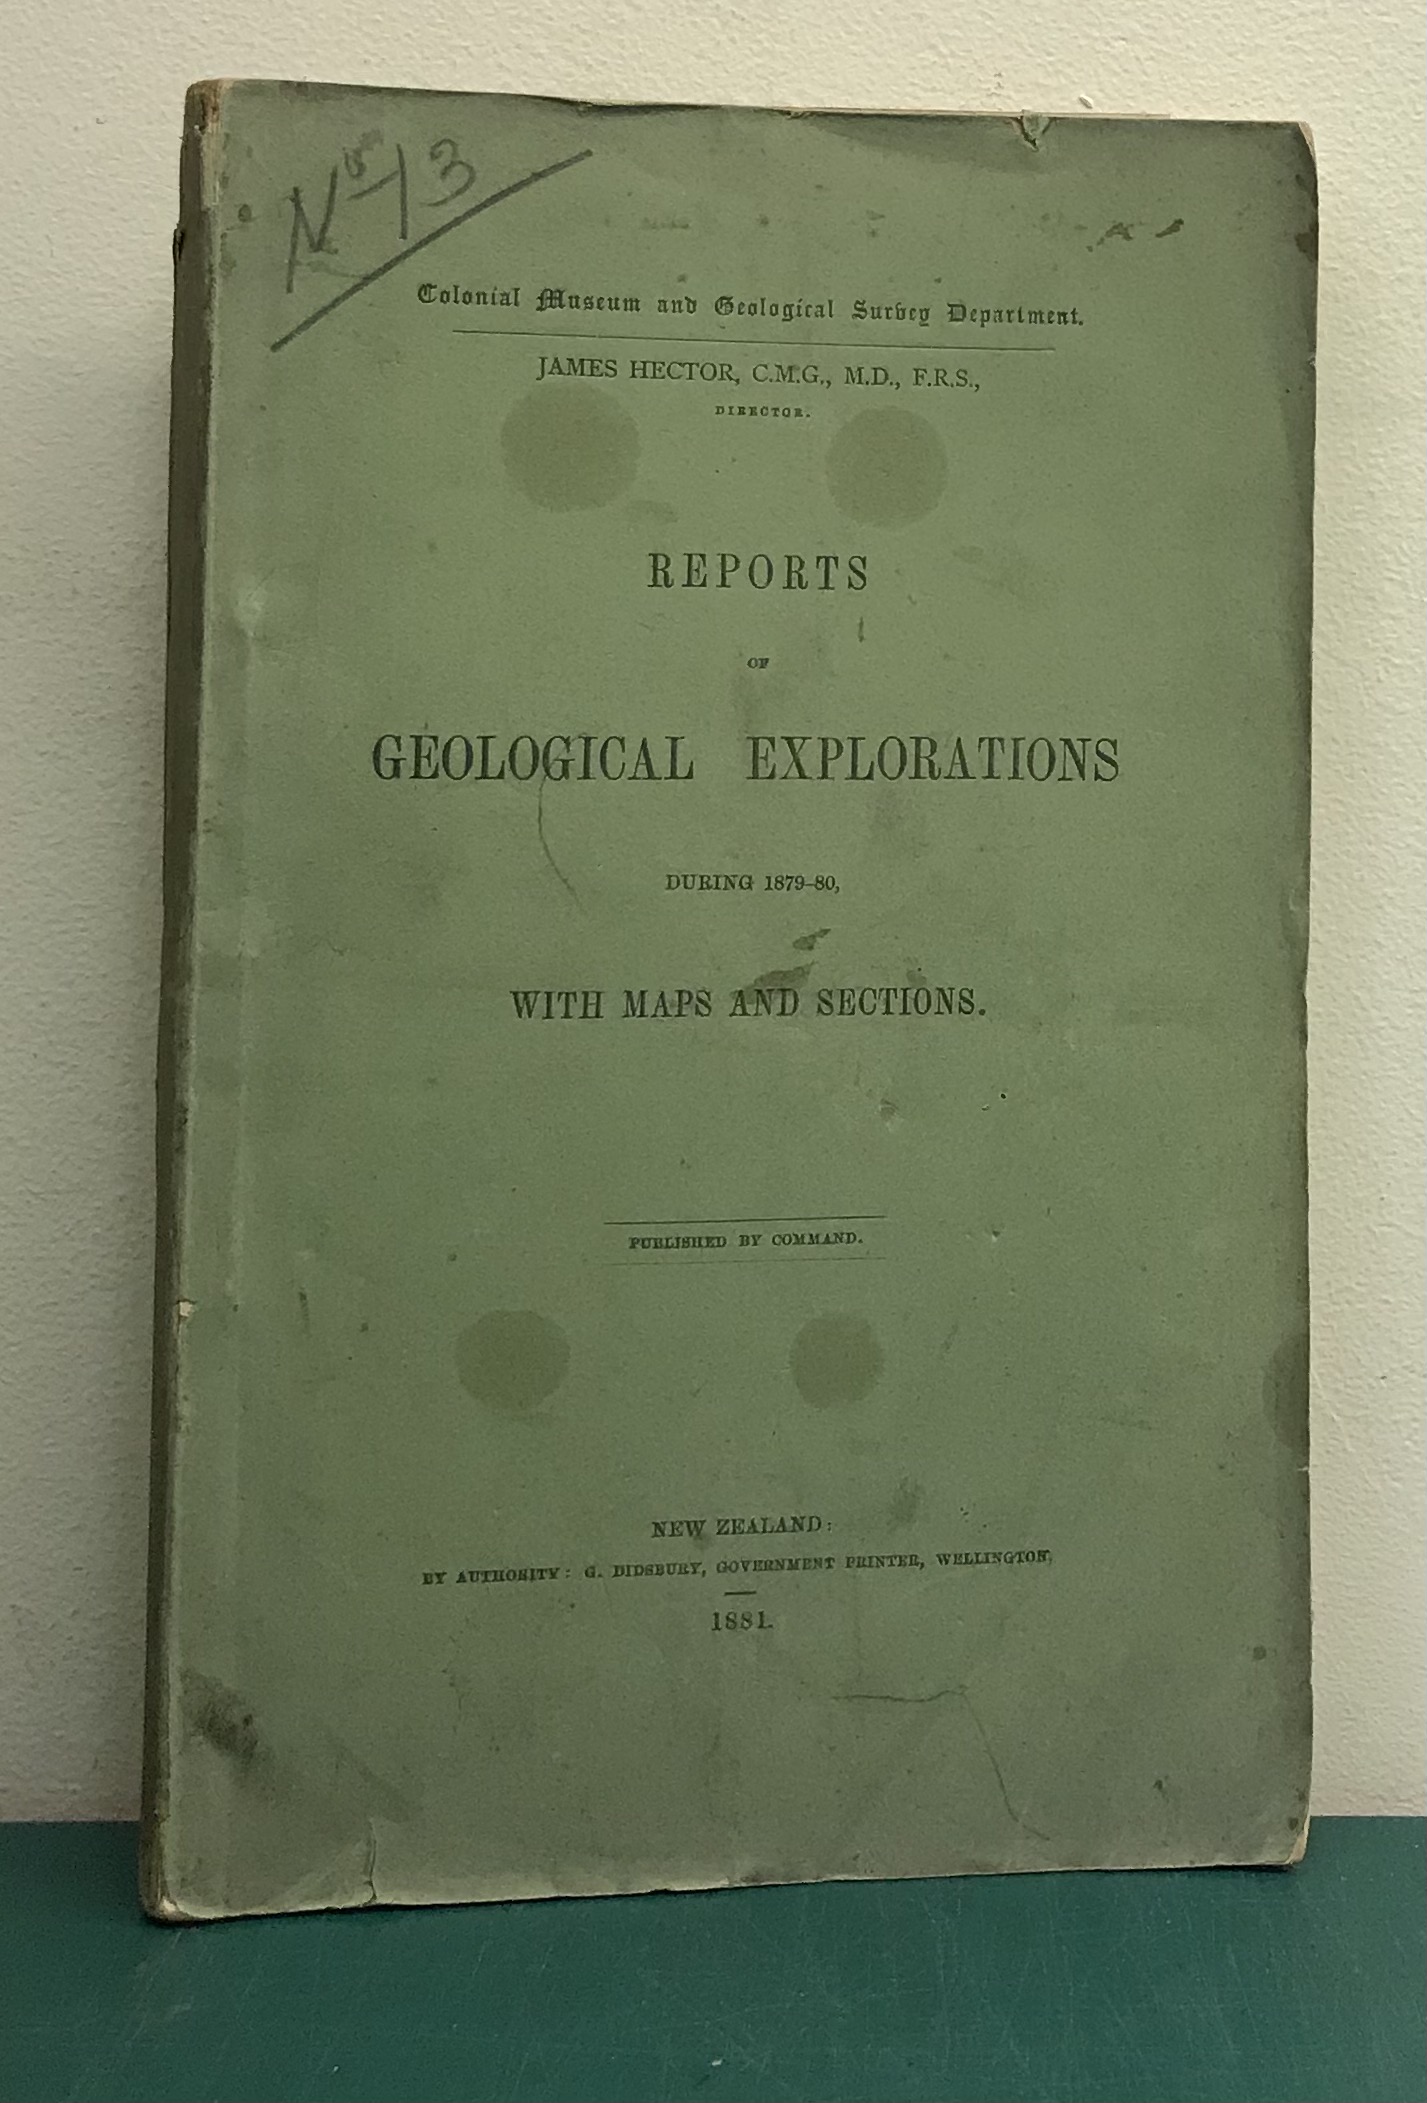 No 13
Colonial Museum and Geological Survey Department.
JAMES HECTOR, C.M.G., M.D., F.R.S.,
DIRECTOR.
REPORTS
OF
GEOLOGICAL EXPLORATIONS
DURING 1879-80,
WITH MAPS AND SECTIONS.
PUBLISHED BY COMMAND.
NEW ZEALAND:
BY AUTHORITY: G. DIDSBURY, GOVERNMENT PRINTER, WELLINGTON.
1881.